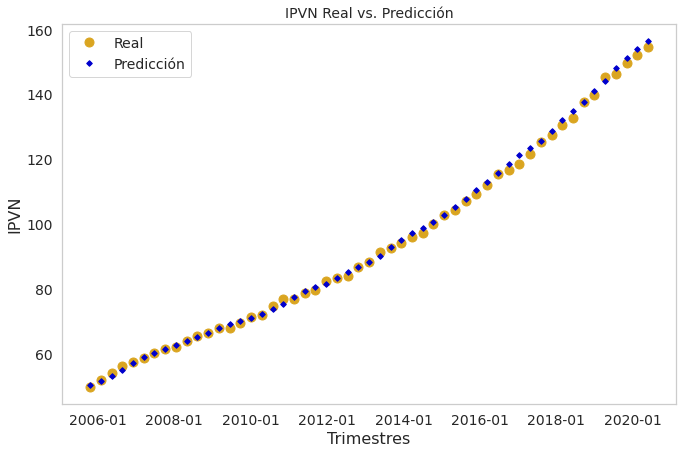 IPVN Real vs. Predicción
Real
Predicción
IPVN
160
140
120
100
80
60
2006-01 2008-01 2010-01 2012-01 2014-01 2016-01 2018-01 2020-01
Trimestres